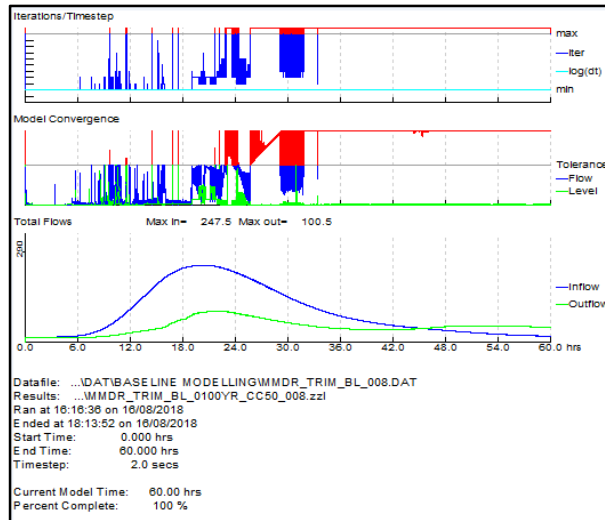 Iterations/Timestep
max
Iter
log(dt)
min
Model Convergence
Tolerance
Flow
Level
Total Flows Max In= 247.5 Max out= 100.5
290
Inflow
Outflow
0.0 6.0 12.0 18.0 24.0 30.0 36.0 42.0 48.0 54.0 60.0 hrs
Datafile: ...\DAT\BASELINE MODELLING\MMDR_TRIM_BL_008.DAT
Results: ...\MMDR_TRIM_BL_0100YR_CC50_008.zzl
Ran at 16:16:36 on 16/08/2018
Ended at 18:13:52 on 16/08/2018
Start Time: 0.000 hrs
End Time: 60.000 hrs
Timestep: 2.0 secs
Current Model Time: 60.00 hrs
Percent Complete: 100 %